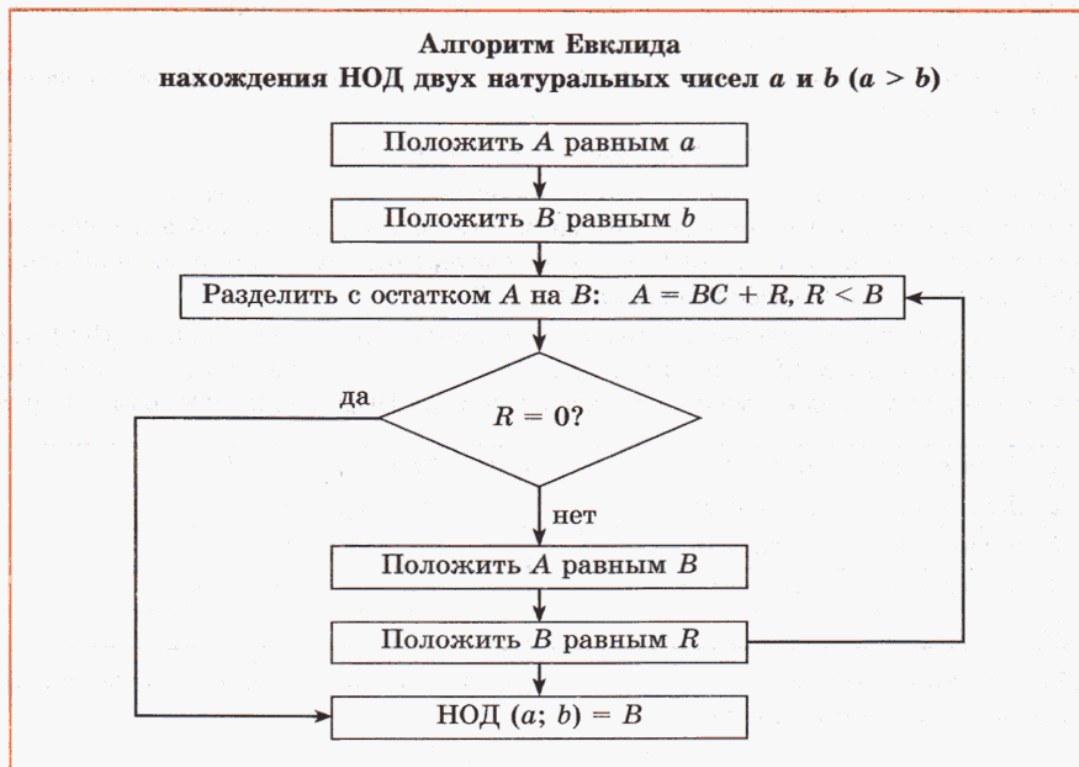 Алгоритм Евклида
нахождения НОД двух натуральных чисел a и b (a > b)
Положить A равным a
Положить B равным b
Разделить с остатком A на B: A = BC + R, R < B
да
R = 0?
нет
Положить A равным B
Положить B равным R
НОД (a; b) = B